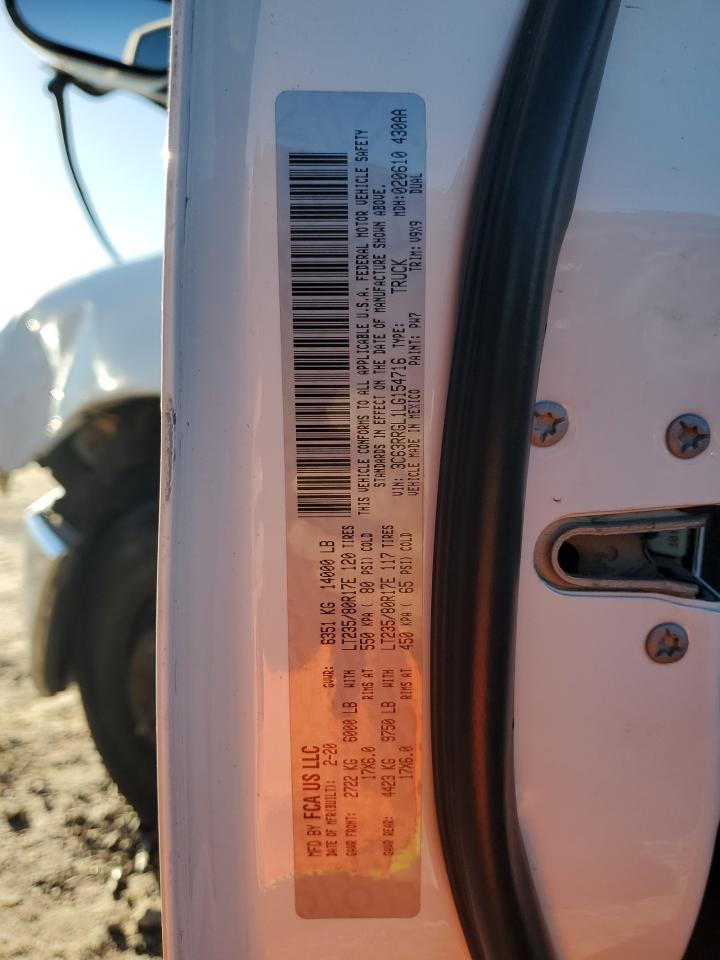 MFD BY FCA US LLC
DATE OF MFR(BUILT): 2-20 GVWR: 6351 KG 14000 LB
GAWR FRONT: 2722 KG 6000 LB WITH LT235/80R17E 120 TIRES
17X6.0 RIMS AT 550 KPA ( 80 PSI) COLD
GAWR REAR: 4423 KG 9750 LB WITH LT235/80R17E 117 TIRES
17X6.0 RIMS AT 450 KPA ( 65 PSI) COLD
THIS VEHICLE CONFORMS TO ALL APPLICABLE U.S.A. FEDERAL MOTOR VEHICLE SAFETY
STANDARDS IN EFFECT ON THE DATE OF MANUFACTURE SHOWN ABOVE.
VIN: 3C63RRGL1LG154716 TYPE: TRUCK MDH: 020610 430AA
VEHICLE MADE IN MEXICO PAINT: PW7 TRIM: V9X9 DUAL